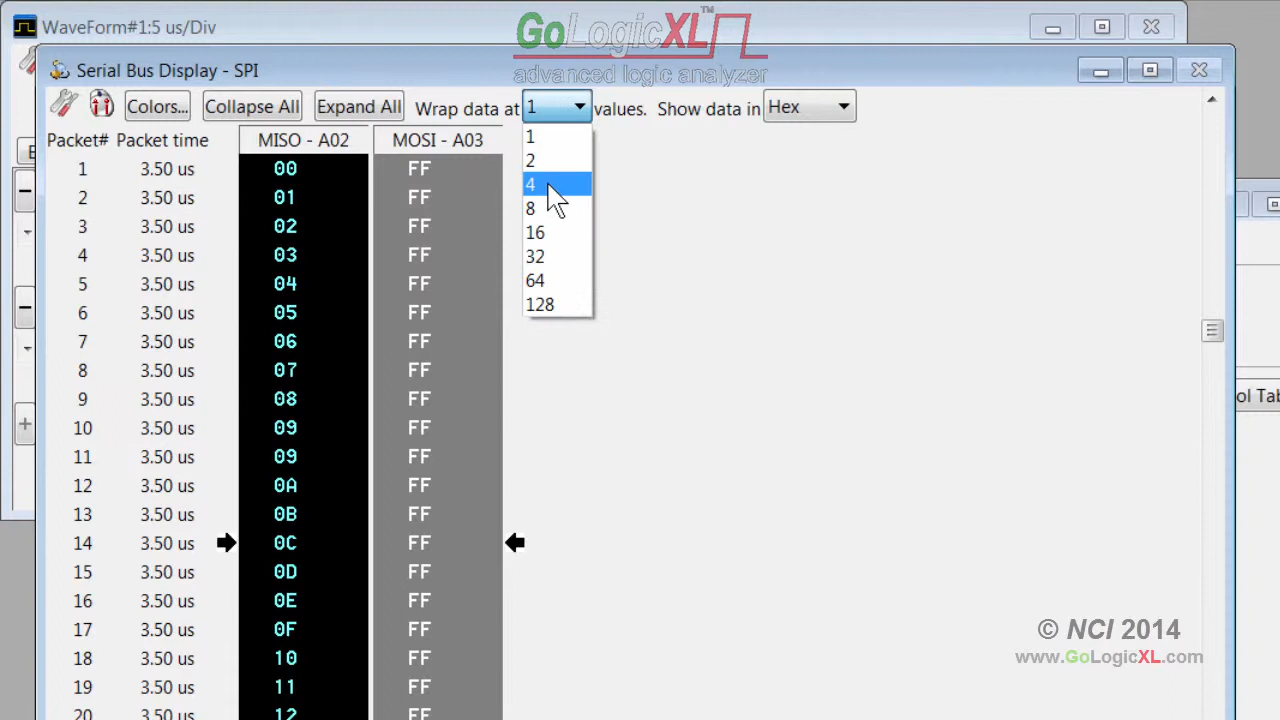 WaveForm#1:5 us/Div
GoLogicXL™
advanced logic analyzer
Serial Bus Display - SPI
Colors... Collapse All Expand All Wrap data at 1 values. Show data in Hex
Packet# Packet time MISO - A02 MOSI - A03
1 3.50 us 00 FF
2 3.50 us 01 FF
3 3.50 us 02 FF
4 3.50 us 03 FF
5 3.50 us 04 FF
6 3.50 us 05 FF
7 3.50 us 06 FF
8 3.50 us 07 FF
9 3.50 us 08 FF
10 3.50 us 09 FF
11 3.50 us 09 FF
12 3.50 us 0A FF
13 3.50 us 0B FF
14 3.50 us 0C FF
15 3.50 us 0D FF
16 3.50 us 0E FF
17 3.50 us 0F FF
18 3.50 us 10 FF
19 3.50 us 11 FF
20 3.50 us 12 FF
1
2
4
8
16
32
64
128
ol Tab
© NCI 2014
www.GoLogicXL.com